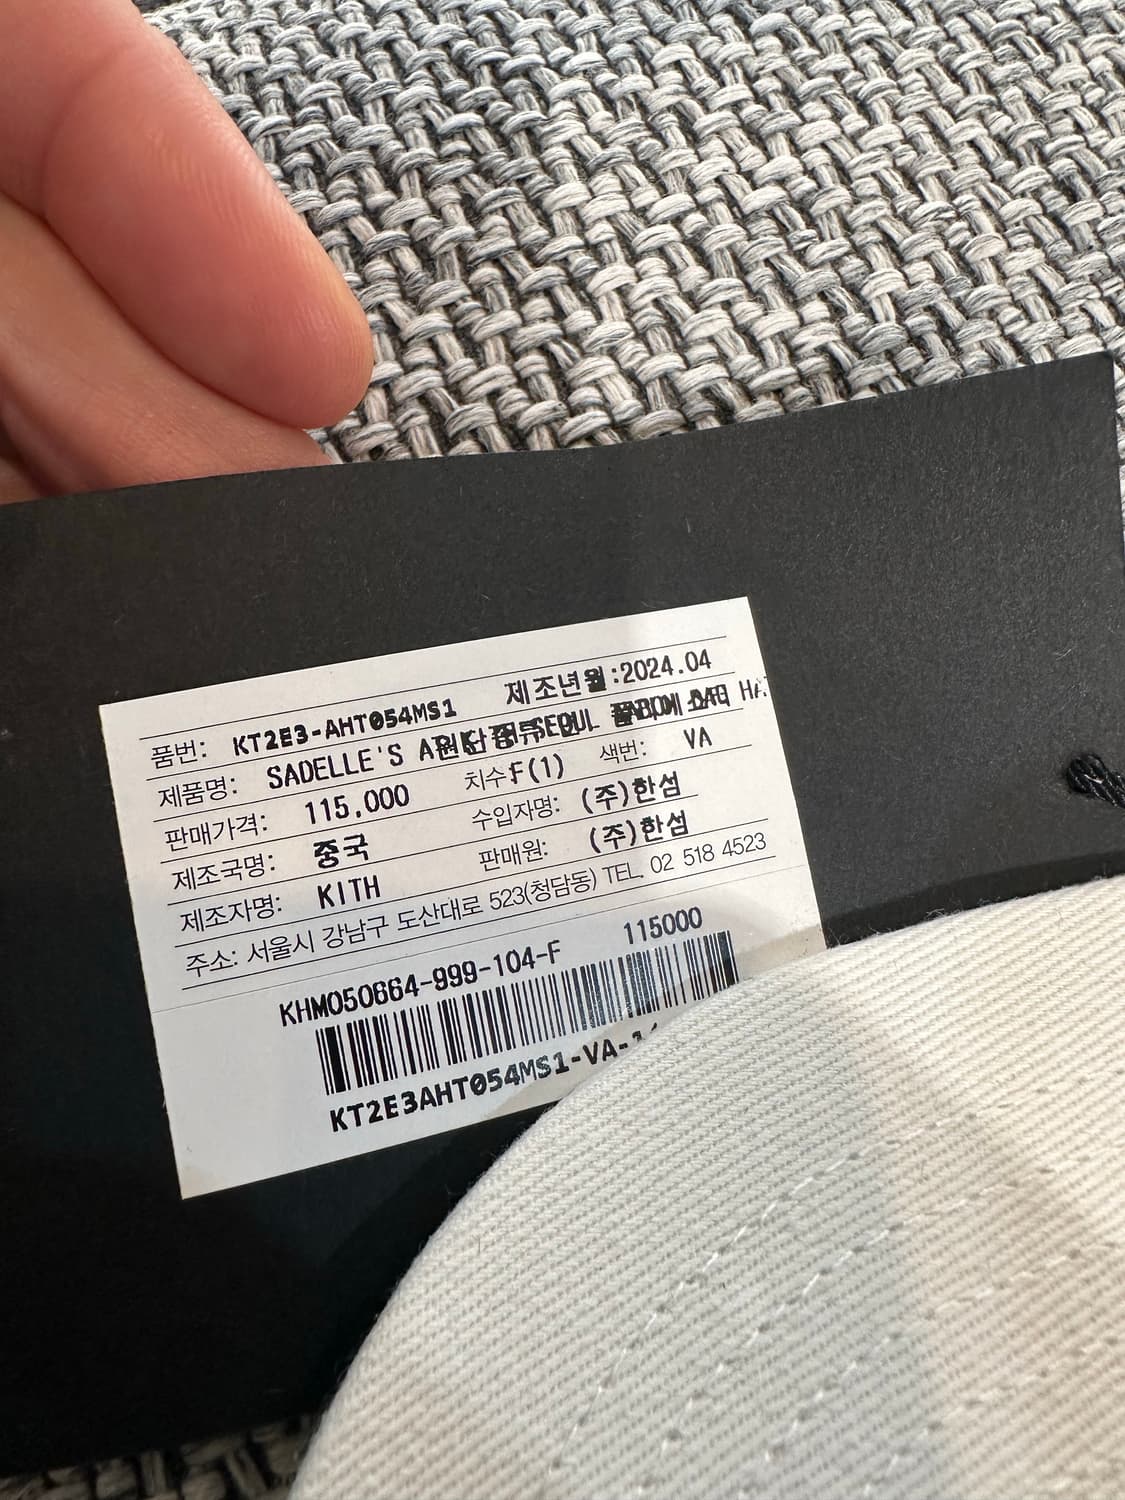 제조년월:2024.04
품번: KT2E3-AHT054MS1
제품명: SADELLE'S SEOUL DAD
판매가격: 115,000 치수:F(1) 색번: VA
제조국명: 중국 수입자명: (주)한섬
제조자명: KITH 판매원: (주)한섬
주소: 서울시 강남구 도산대로 523(청담동) TEL. 02 518 4523
KHM050664-999-104-F 115000
KT2E3AHT054MS1-VA-